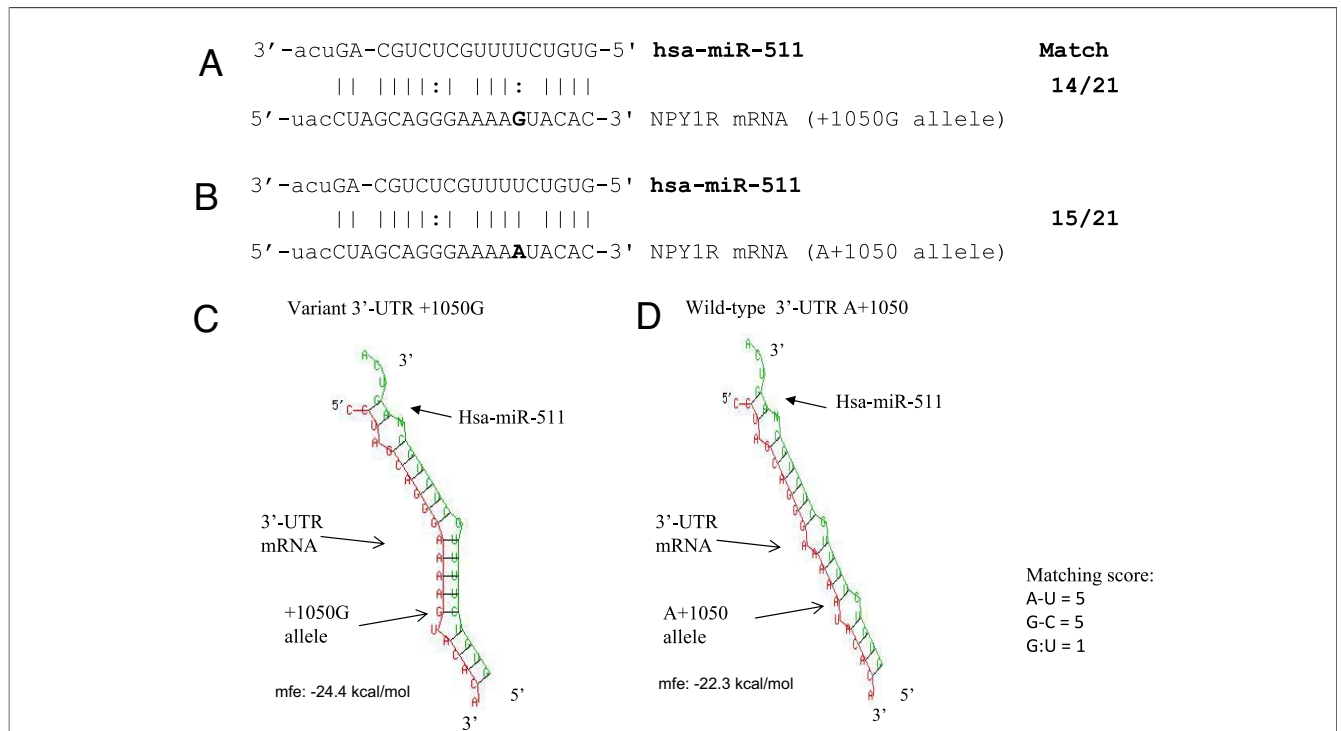 A
3′-acuGA-CGUCUCGUUUUCUGUG-5' hsa-miR-511 Match
|| ||||:| |||: |||| 14/21
5′-uacCUAGCAGGGAAAAGUACAC-3' NPY1R mRNA (+1050G allele)
B
3′-acuGA-CGUCUCGUUUUCUGUG-5' hsa-miR-511
|| ||||:| |||| |||| 15/21
5′-uacCUAGCAGGGAAAAAUACAC-3' NPY1R mRNA (A+1050 allele)
C Variant 3’-UTR +1050G
3’
5'
Hsa-miR-511
3’-UTR
mRNA
+1050G
allele
mfe: -24.4 kcal/mol
5’
3’
D Wild-type 3’-UTR A+1050
3’
5'
Hsa-miR-511
3’-UTR
mRNA
A+1050
allele
mfe: -22.3 kcal/mol
5’
3’
Matching score:
A-U = 5
G-C = 5
G:U = 1